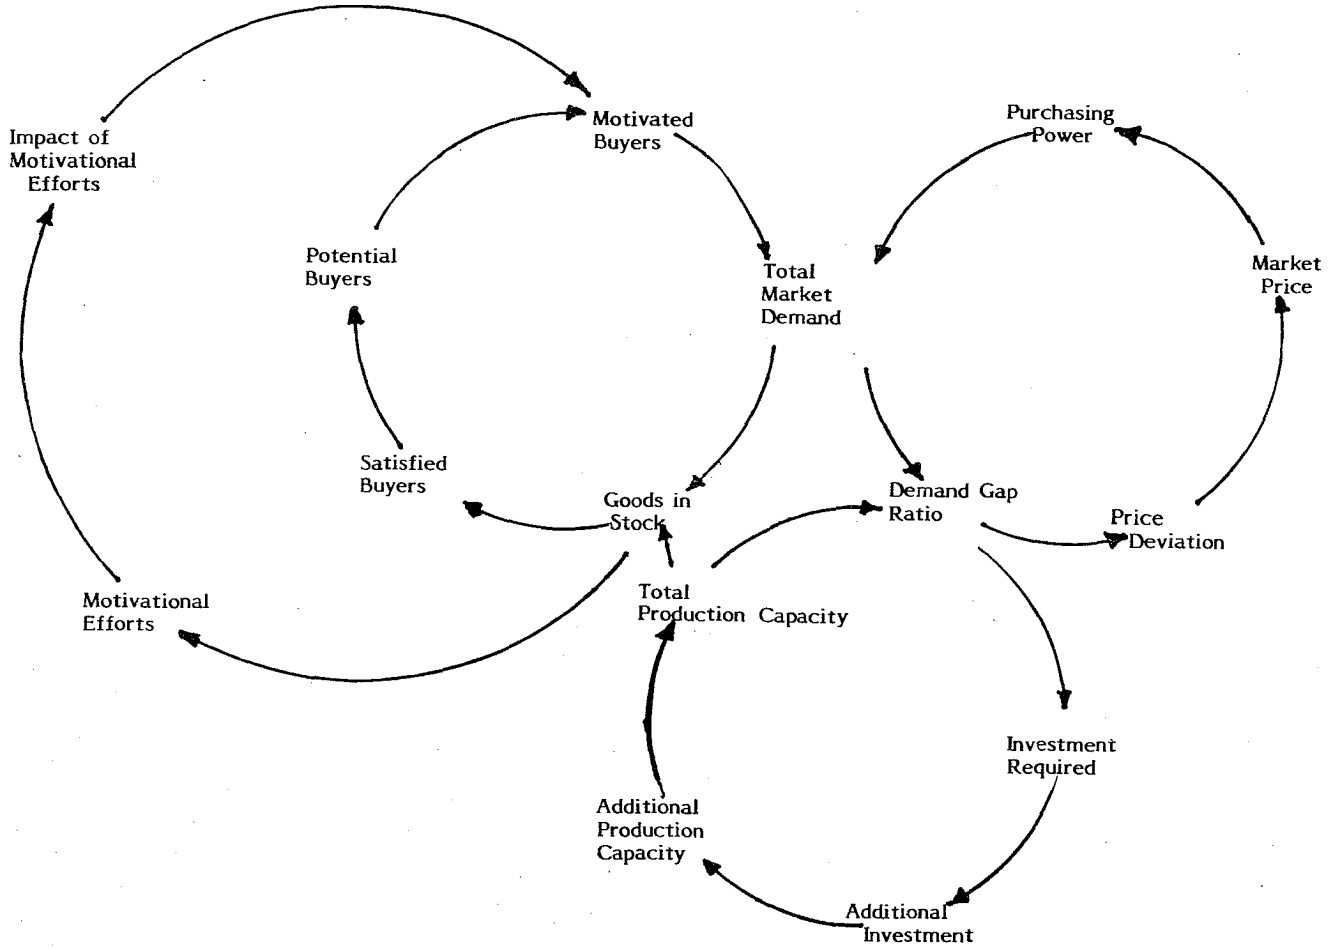 Impact of
Motivational
Efforts
Motivated
Buyers
Purchasing
Power
Potential
Buyers
Total
Market
Demand
Market
Price
Satisfied
Buyers
Goods in
Stock
Demand Gap
Ratio
Price
Deviation
Motivational
Efforts
Total
Production Capacity
Investment
Required
Additional
Production
Capacity
Additional
Investment